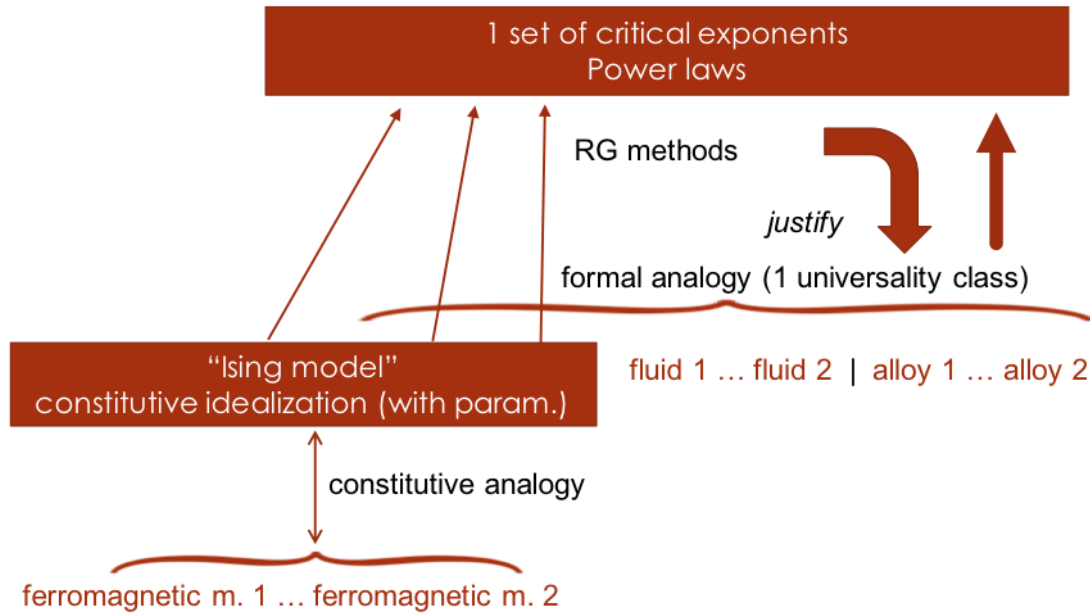 1 set of critical exponents
Power laws
RG methods
justify
formal analogy (1 universality class)
fluid 1 ... fluid 2 | alloy 1 ... alloy 2
“Ising model”
constitutive idealization (with param.)
constitutive analogy
ferromagnetic m. 1 ... ferromagnetic m. 2